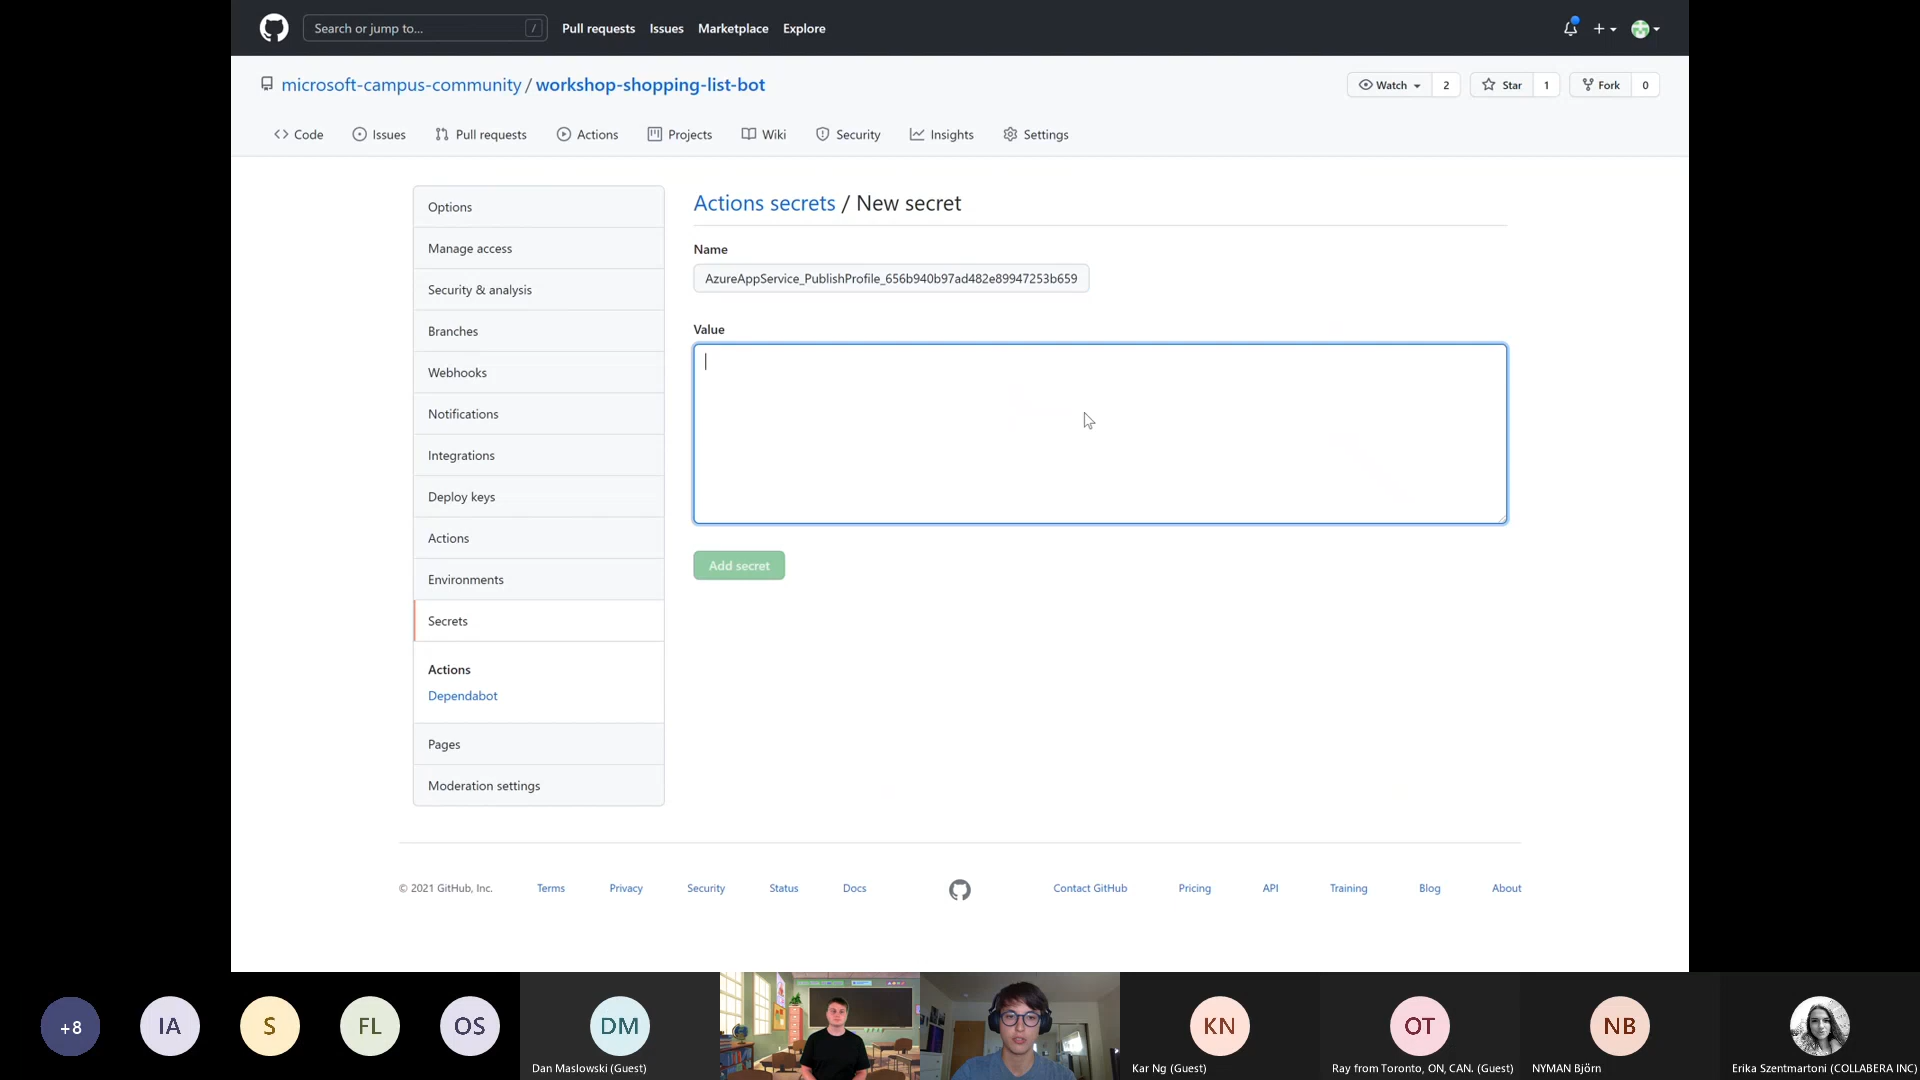 Search or jump to...
/
Pull requests
Issues
Marketplace
Explore
microsoft-campus-community / workshop-shopping-list-bot
Watch
2
Star
1
Fork
0
Code
Issues
Pull requests
Actions
Projects
Wiki
Security
Insights
Settings
Options
Manage access
Security & analysis
Branches
Webhooks
Notifications
Integrations
Deploy keys
Actions
Environments
Secrets
Actions
Dependabot
Pages
Moderation settings
Actions secrets / New secret
Name
AzureAppService_PublishProfile_656b940b97ad482e89947253b659
Value
Add secret
© 2021 GitHub, Inc.
Terms
Privacy
Security
Status
Docs
Contact GitHub
Pricing
API
Training
Blog
About
+8
IA
S
FL
OS
DM
Dan Maslowski (Guest)
KN
Kar Ng (Guest)
OT
Ray from Toronto, ON, CAN. (Guest)
NB
NYMAN Björn
Erika Szentmartoni (COLLABERA INC)